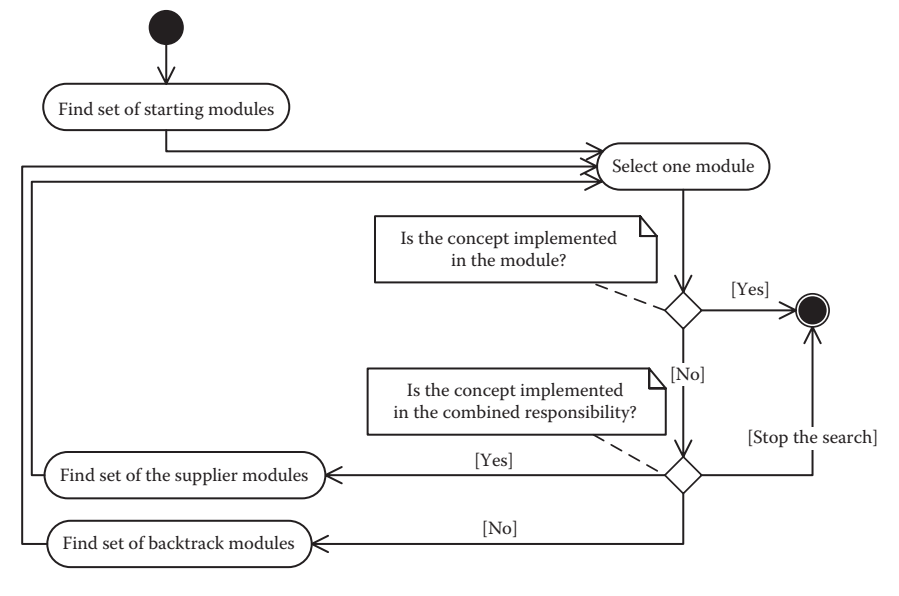 Find set of starting modules
Select one module
Is the concept implemented
in the module?
[Yes]
[No]
Is the concept implemented
in the combined responsibility?
[Stop the search]
[Yes]
Find set of the supplier modules
[No]
Find set of backtrack modules